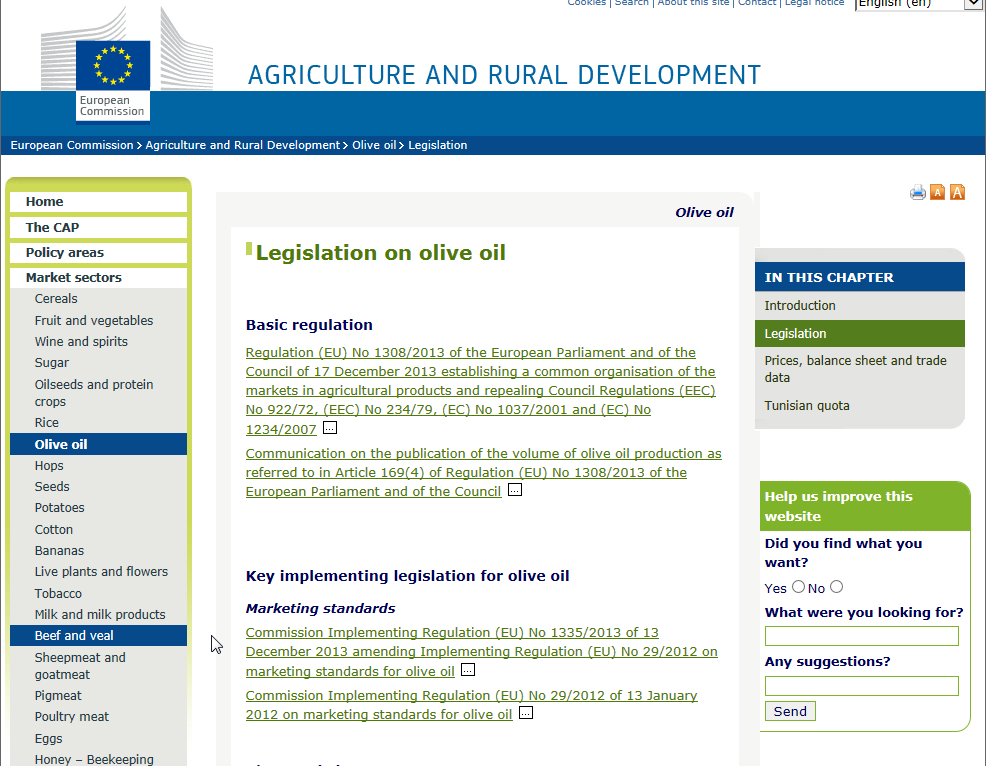 Cookies | Search | About this site | Contact | Legal notice
English (en)
European
Commission
AGRICULTURE AND RURAL DEVELOPMENT
European Commission > Agriculture and Rural Development > Olive oil > Legislation
Home
The CAP
Policy areas
Market sectors
Cereals
Fruit and vegetables
Wine and spirits
Sugar
Oilseeds and protein
crops
Rice
Olive oil
Hops
Seeds
Potatoes
Cotton
Bananas
Live plants and flowers
Tobacco
Milk and milk products
Beef and veal
Sheepmeat and
goatmeat
Pigmeat
Poultry meat
Eggs
Honey – Beekeeping
Olive oil
Legislation on olive oil
Basic regulation
Regulation (EU) No 1308/2013 of the European Parliament and of the
Council of 17 December 2013 establishing a common organisation of the
markets in agricultural products and repealing Council Regulations (EEC)
No 922/72, (EEC) No 234/79, (EC) No 1037/2001 and (EC) No
1234/2007 ...
Communication on the publication of the volume of olive oil production as
referred to in Article 169(4) of Regulation (EU) No 1308/2013 of the
European Parliament and of the Council ...
Key implementing legislation for olive oil
Marketing standards
Commission Implementing Regulation (EU) No 1335/2013 of 13
December 2013 amending Implementing Regulation (EU) No 29/2012 on
marketing standards for olive oil ...
Commission Implementing Regulation (EU) No 29/2012 of 13 January
2012 on marketing standards for olive oil ...
A A
IN THIS CHAPTER
Introduction
Legislation
Prices, balance sheet and trade
data
Tunisian quota
Help us improve this
website
Did you find what you
want?
Yes No
What were you looking for?
Any suggestions?
Send